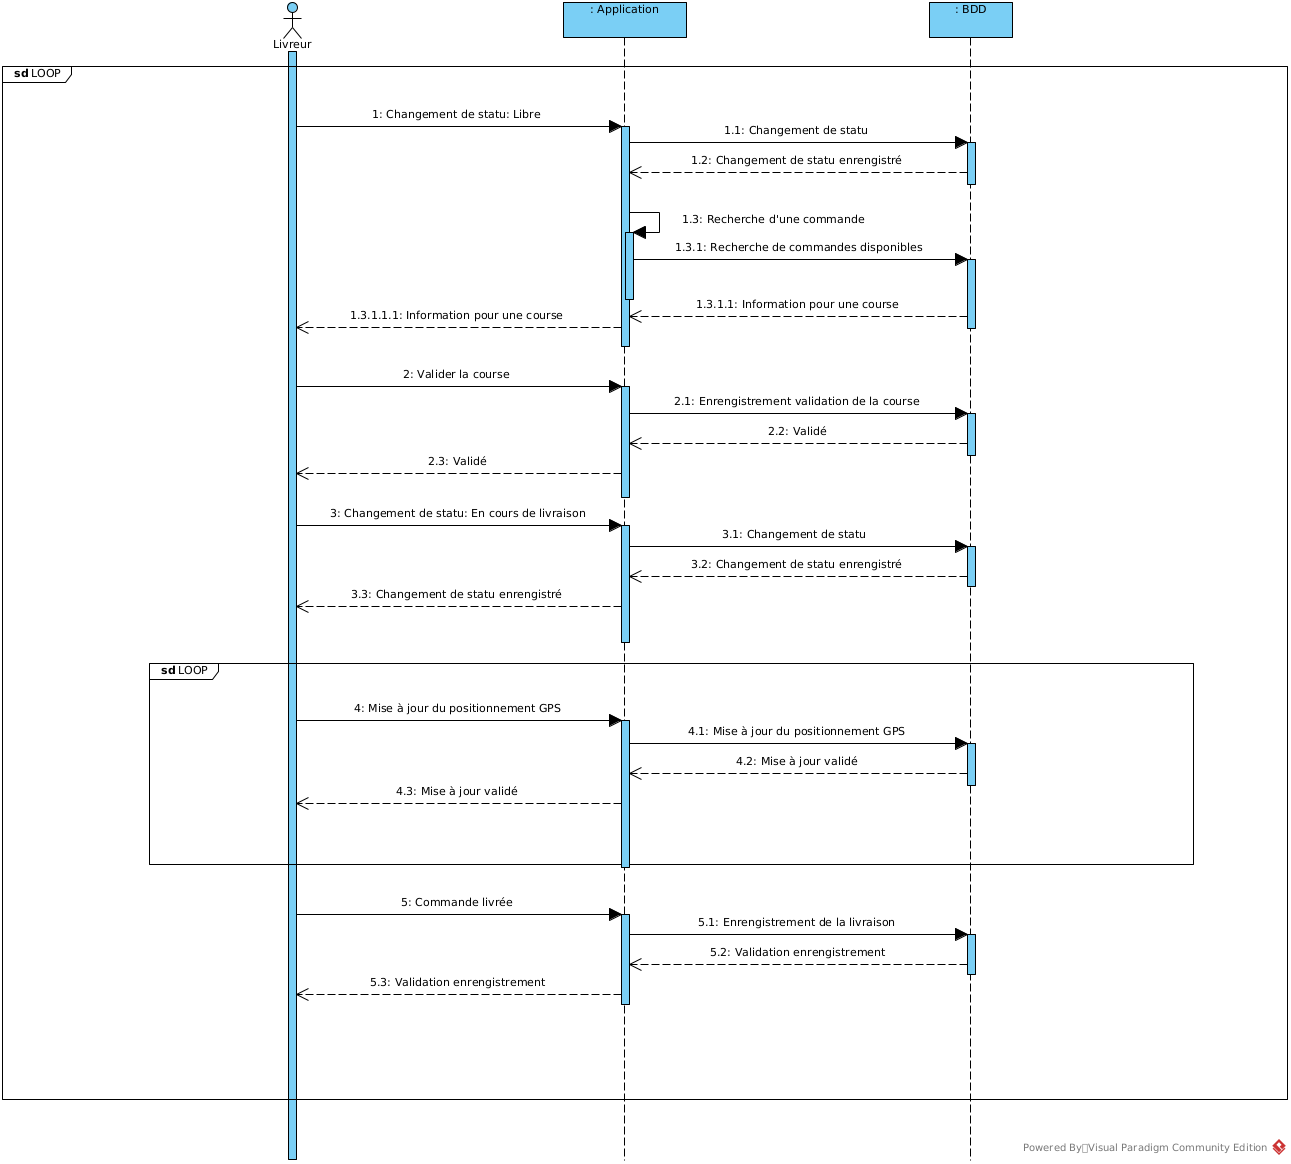 Livreur
: Application
: BDD
sd LOOP
1: Changement de statu: Libre
1.1: Changement de statu
1.2: Changement de statu enrengistré
1.3: Recherche d'une commande
1.3.1: Recherche de commandes disponibles
1.3.1.1: Information pour une course
1.3.1.1.1: Information pour une course
2: Valider la course
2.1: Enrengistrement validation de la course
2.2: Validé
2.3: Validé
3: Changement de statu: En cours de livraison
3.1: Changement de statu
3.2: Changement de statu enrengistré
3.3: Changement de statu enrengistré
sd LOOP
4: Mise à jour du positionnement GPS
4.1: Mise à jour du positionnement GPS
4.2: Mise à jour validé
4.3: Mise à jour validé
5: Commande livrée
5.1: Enrengistrement de la livraison
5.2: Validation enrengistrement
5.3: Validation enrengistrement
Powered By Visual Paradigm Community Edition